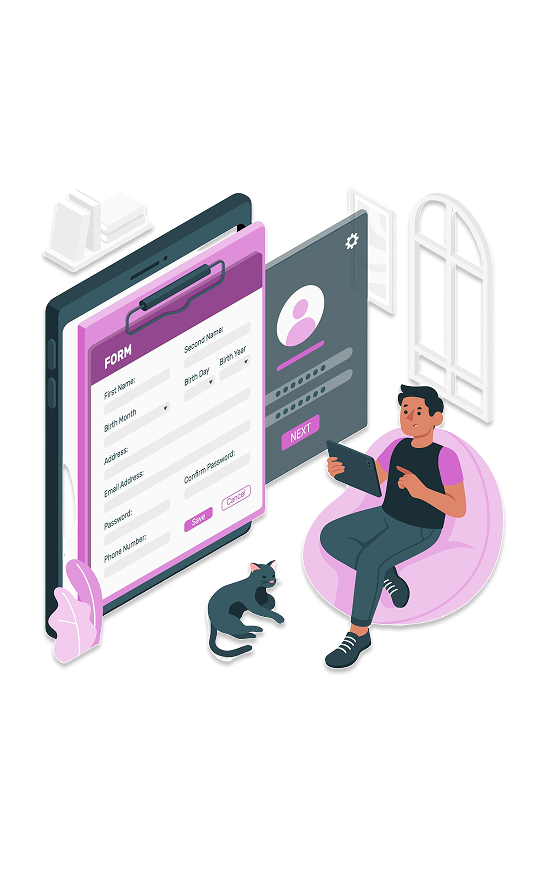 FORM
First Name:
Second Name:
Birth Month
Birth Day
Birth Year
Address:
Email Address:
Password:
Confirm Password:
Phone Number:
Save
Cancel
NEXT